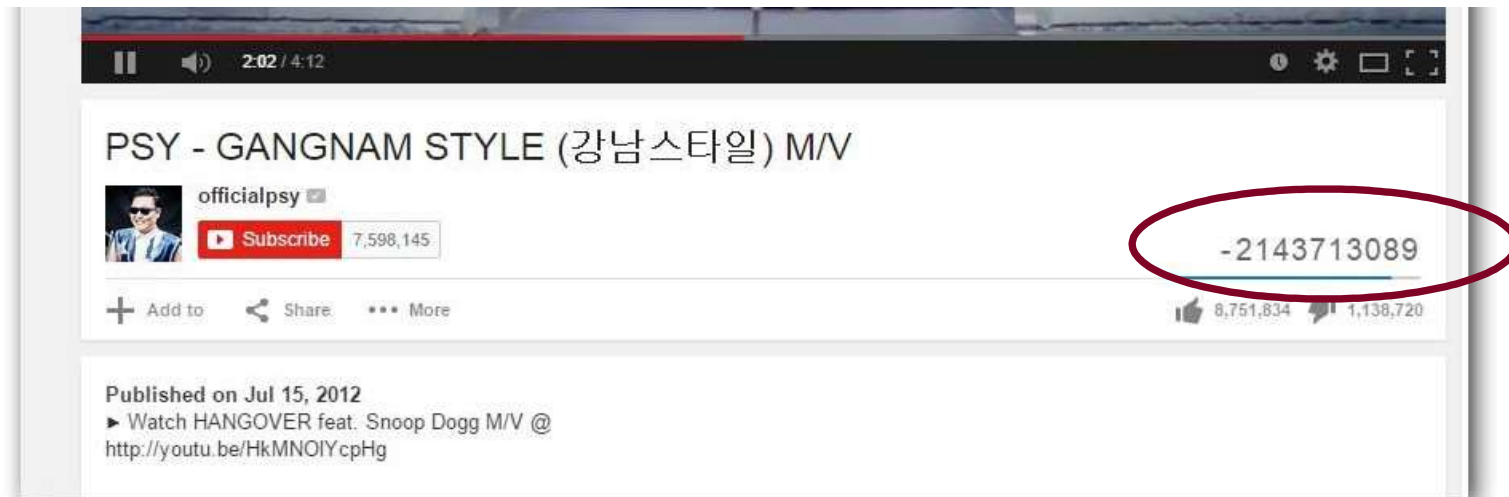 2:02 / 4:12
PSY - GANGNAM STYLE (강남스타일) M/V
officialpsy
Subscribe 7,598,145
-2143713089
Add to Share More
8,751,834 1,138,720
Published on Jul 15, 2012
► Watch HANGOVER feat. Snoop Dogg M/V @
http://youtu.be/HkMNOlYcpHg